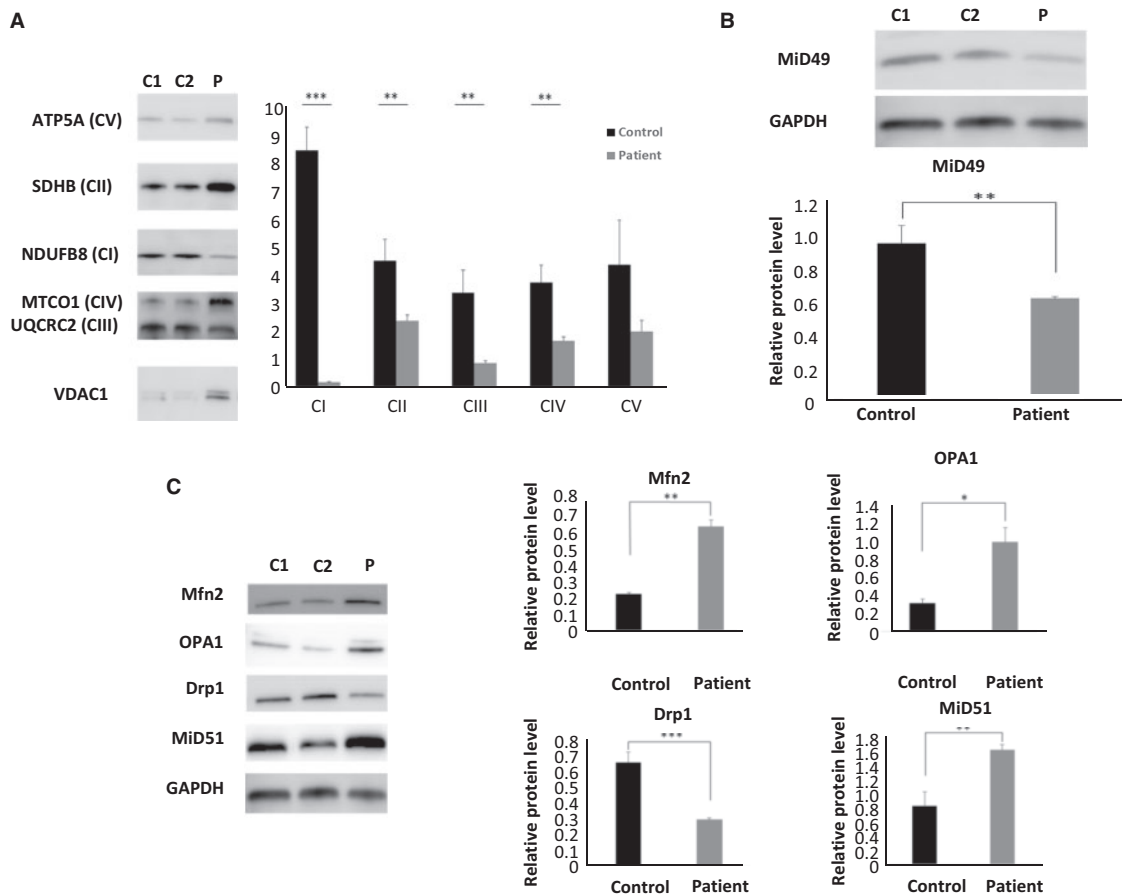 A
C1 C2 P
ATP5A (CV)
SDHB (CII)
NDUFB8 (CI)
MTCO1 (CIV)
UQCRC2 (CIII)
VDAC1
*** ** ** **
10
9
8
7
6
5
4
3
2
1
0
CI CII CIII CIV CV
Control
Patient
B
C1 C2 P
MiD49
GAPDH
MiD49
**
Relative protein level
1.2
1.0
0.8
0.6
0.4
0.2
0
Control Patient
C
C1 C2 P
Mfn2
OPA1
Drp1
MiD51
GAPDH
Mfn2
**
Relative protein level
0.8
0.7
0.6
0.5
0.4
0.3
0.2
0.1
0
Control Patient
OPA1
*
Relative protein level
1.4
1.2
1.0
0.8
0.6
0.4
0.2
0
Control Patient
Drp1
***
Relative protein level
0.8
0.7
0.6
0.5
0.4
0.3
0.2
0.1
0
Control Patient
MiD51
**
Relative protein level
1.8
1.6
1.4
1.2
1.0
0.8
0.6
0.4
0.2
0
Control Patient